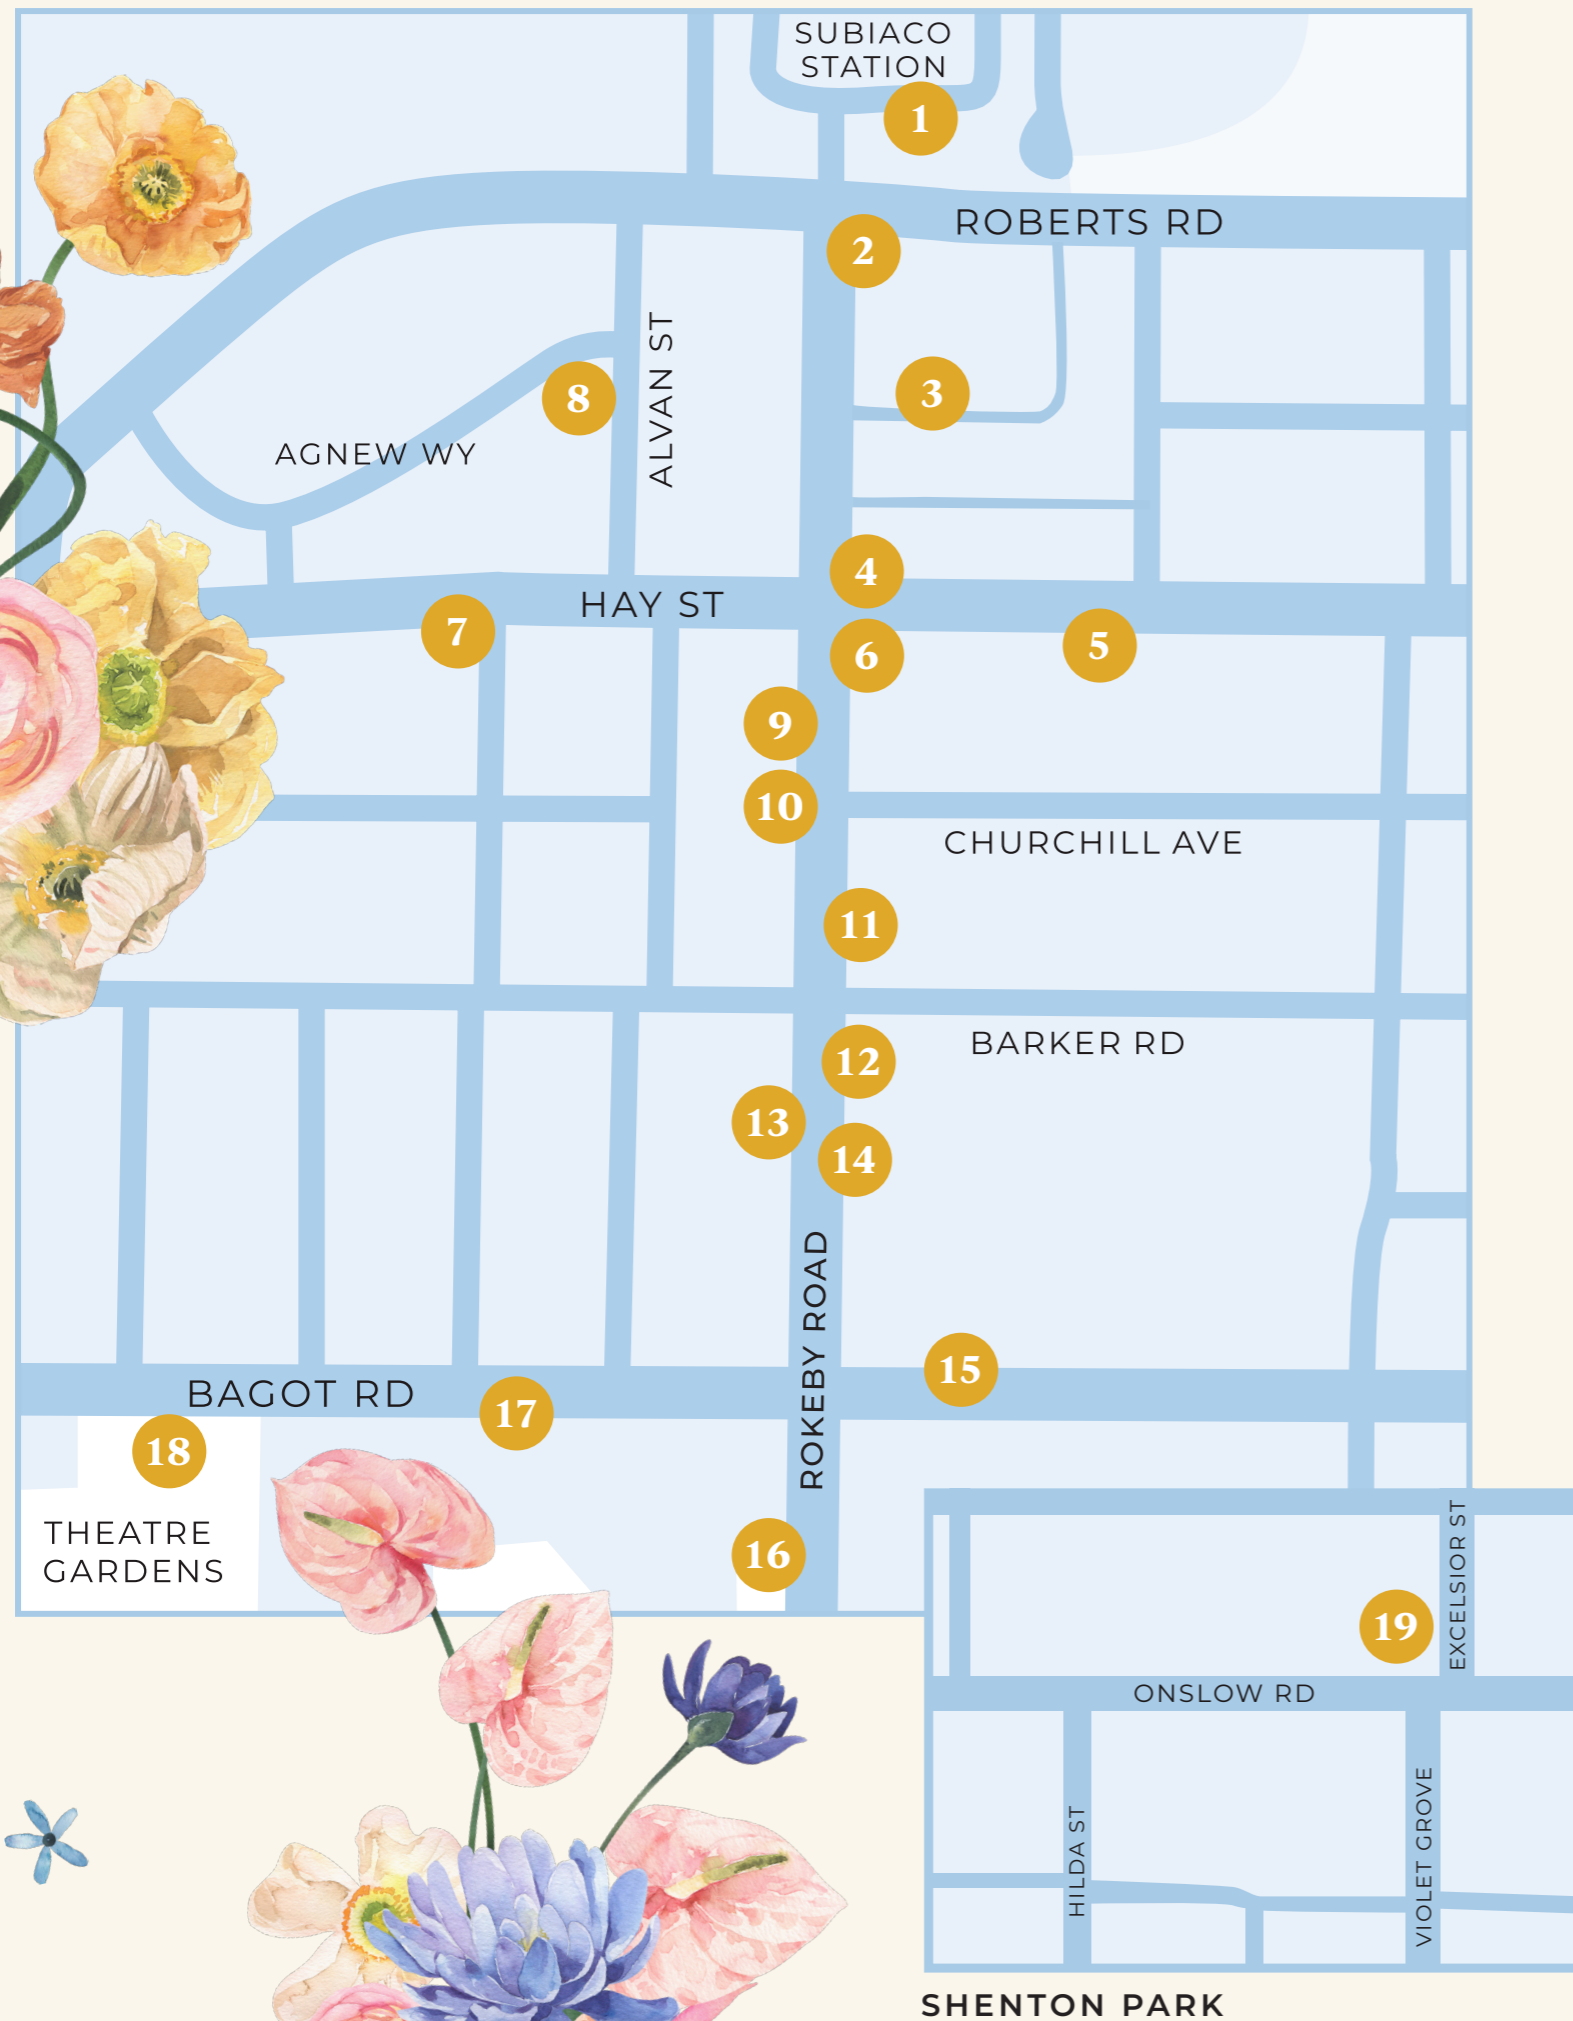 SUBIACO
STATION
1
ROBERTS RD
2
ALVAN ST
3
8
AGNEW WY
4
HAY ST
7
5
6
9
10
CHURCHILL AVE
11
BARKER RD
12
13
14
ROKEBY ROAD
15
BAGOT RD
17
18
THEATRE
GARDENS
16
EXCELSIOR ST
19
ONSLOW RD
HILDA ST
VIOLET GROVE
SHENTON PARK